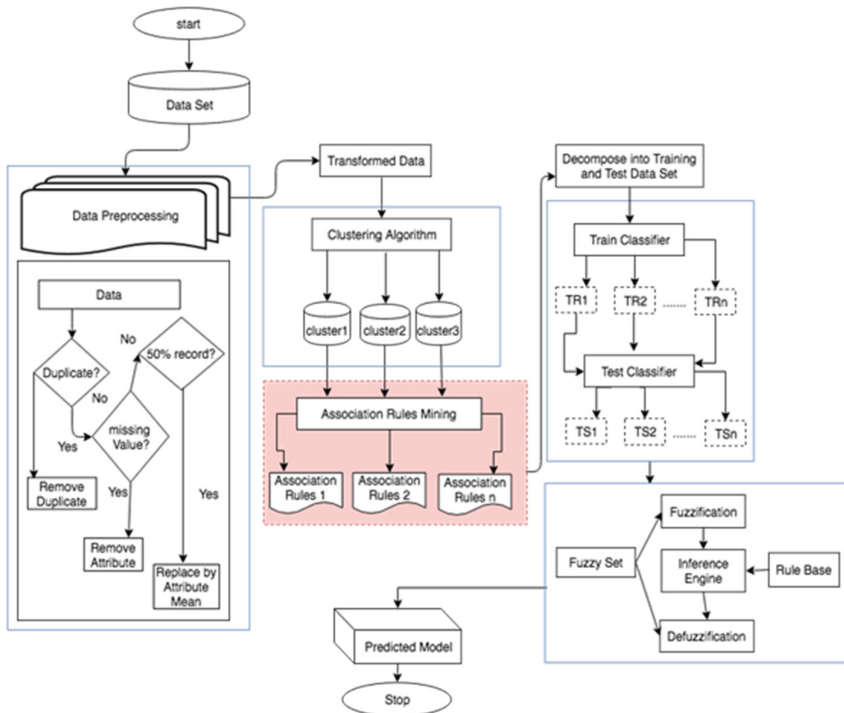 start
Data Set
Data Preprocessing
Data
Duplicate?
No
Yes
missing
Value?
No
50% record?
Yes
Yes
Remove
Duplicate
Remove
Attribute
Replace by
Attribute
Mean
Transformed Data
Clustering Algorithm
cluster1
cluster2
cluster3
Association Rules Mining
Association
Rules 1
Association
Rules 2
Association
Rules n
Decompose into Training
and Test Data Set
Train Classifier
TR1
TR2
.......
TRn
Test Classifier
TS1
TS2
.......
TSn
Fuzzification
Fuzzy Set
Inference
Engine
Rule Base
Defuzzification
Predicted Model
Stop